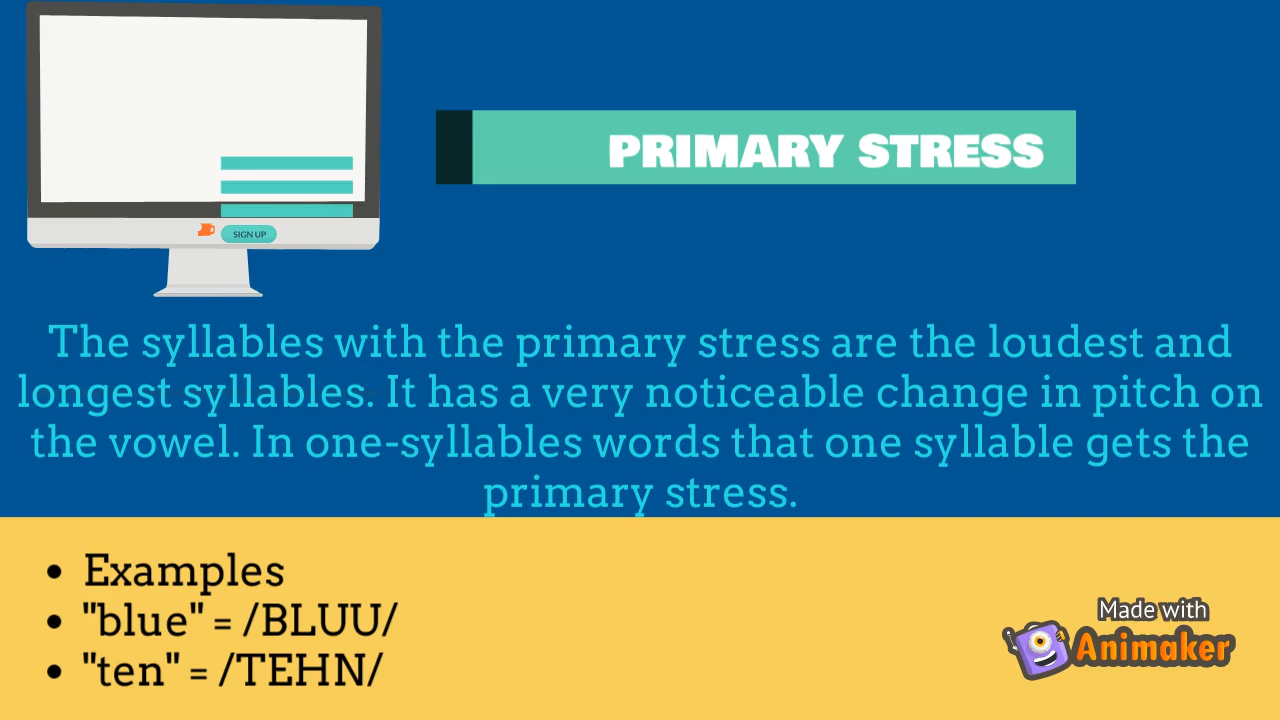 PRIMARY STRESS
SIGN UP
The syllables with the primary stress are the loudest and
longest syllables. It has a very noticeable change in pitch on
the vowel. In one-syllables words that one syllable gets the
primary stress.
• Examples
• "blue" = /BLUU/
• "ten" = /TEHN/
Made with
Animaker